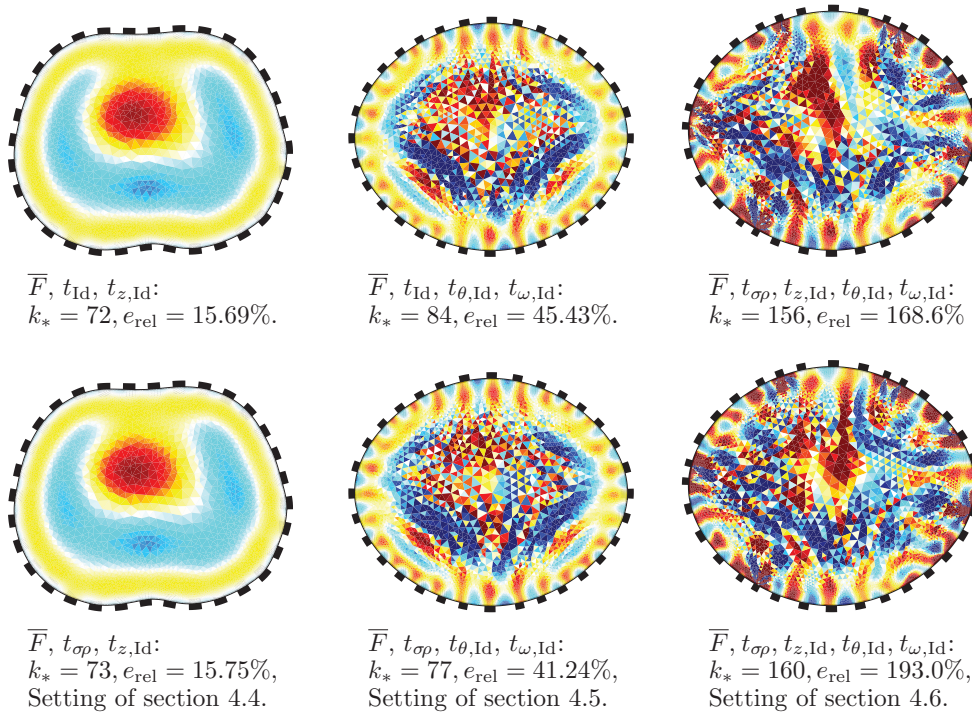 F̅, t_Id, t_z,Id:
k_* = 72, e_rel = 15.69%.
F̅, t_Id, t_θ,Id, t_ω,Id:
k_* = 84, e_rel = 45.43%.
F̅, t_σρ, t_z,Id, t_θ,Id, t_ω,Id:
k_* = 156, e_rel = 168.6%
F̅, t_σρ, t_z,Id:
k_* = 73, e_rel = 15.75%,
Setting of section 4.4.
F̅, t_σρ, t_θ,Id, t_ω,Id:
k_* = 77, e_rel = 41.24%,
Setting of section 4.5.
F̅, t_σρ, t_z,Id, t_θ,Id, t_ω,Id:
k_* = 160, e_rel = 193.0%,
Setting of section 4.6.